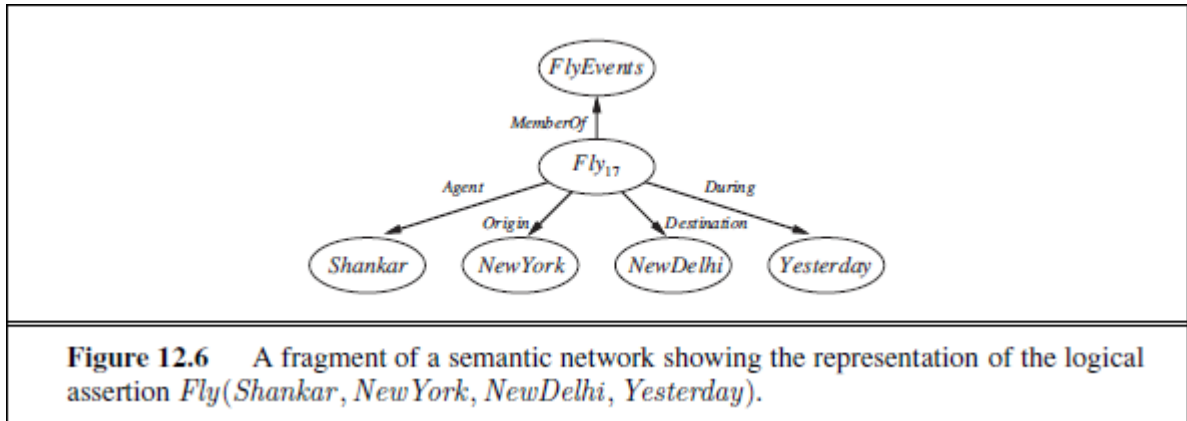 FlyEvents
MemberOf
Fly17
Agent
During
Origin
Destination
Shankar
NewYork
NewDelhi
Yesterday
Figure 12.6 A fragment of a semantic network showing the representation of the logical
assertion Fly(Shankar, NewYork, NewDelhi, Yesterday).